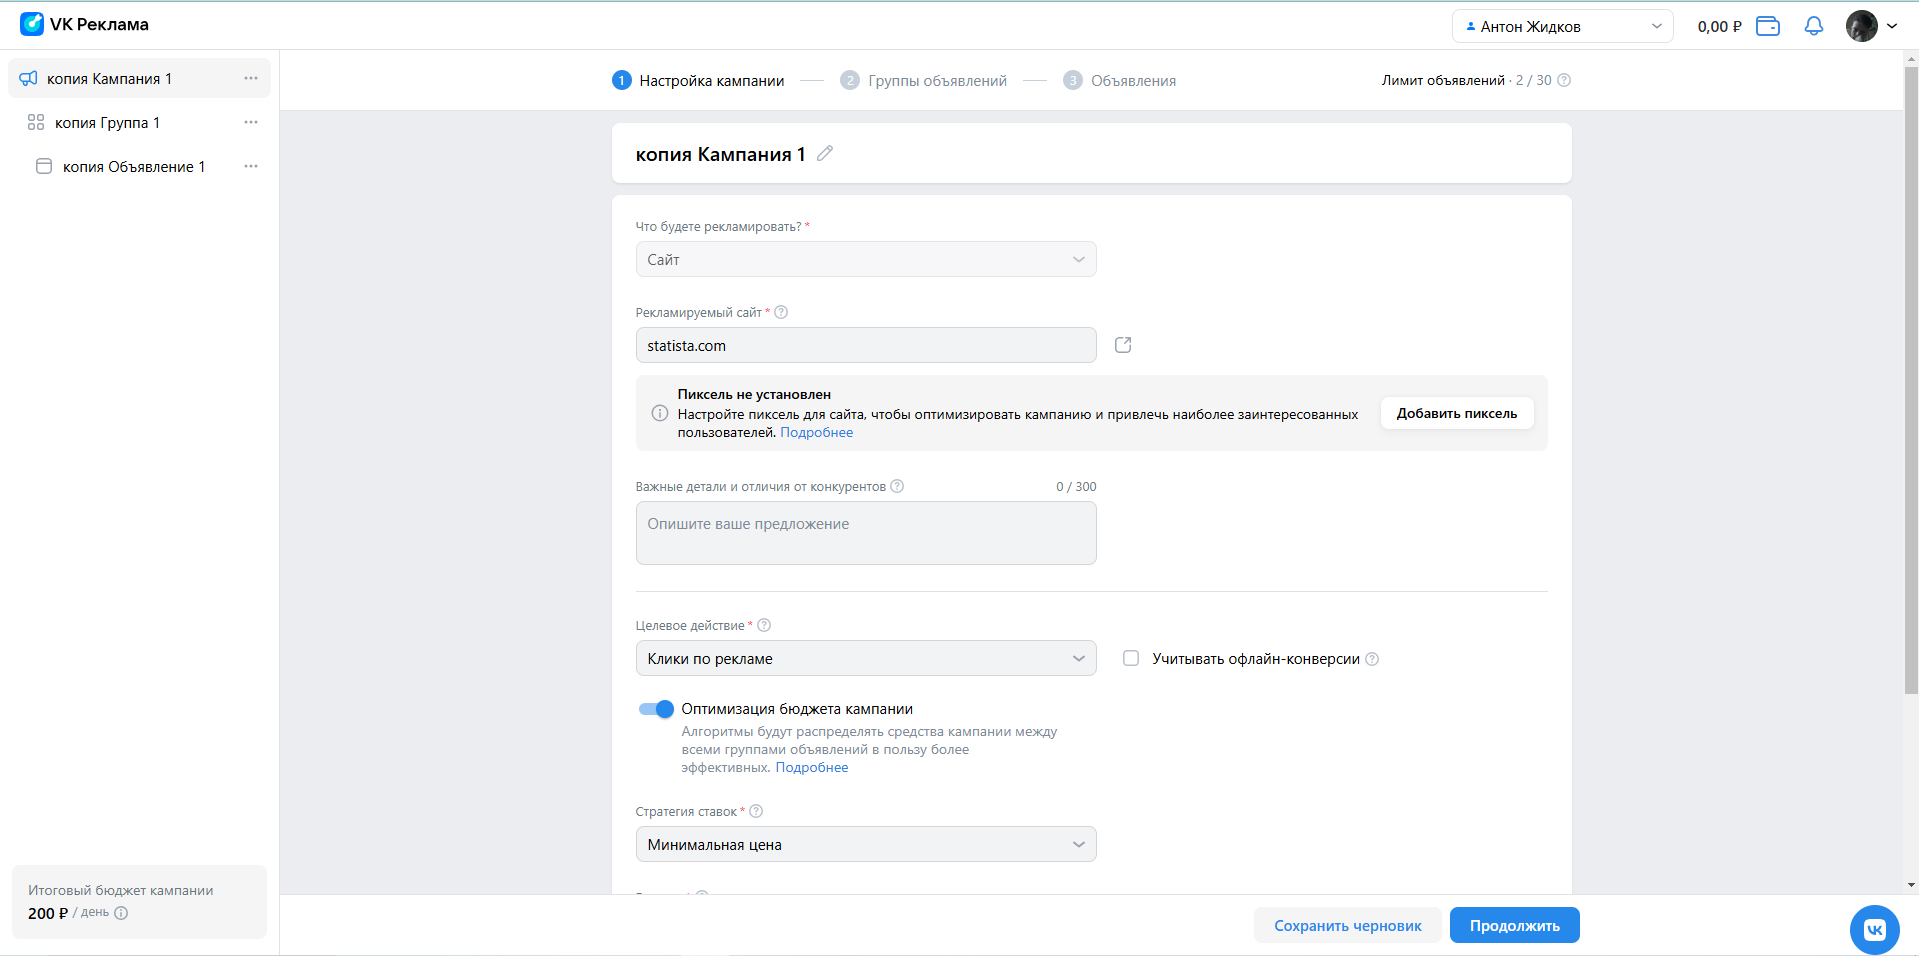 VK Реклама
Антон Жидков
0,00 ₽
копия Кампания 1
копия Группа 1
копия Объявление 1
1 Настройка кампании
2 Группы объявлений
3 Объявления
Лимит объявлений · 2 / 30
копия Кампания 1
Что будете рекламировать? *
Сайт
Рекламируемый сайт *
statista.com
Пиксель не установлен
Настройте пиксель для сайта, чтобы оптимизировать кампанию и привлечь наиболее заинтересованных
пользователей. Подробнее
Добавить пиксель
Важные детали и отличия от конкурентов
0 / 300
Опишите ваше предложение
Целевое действие *
Клики по рекламе
Учитывать офлайн-конверсии
Оптимизация бюджета кампании
Алгоритмы будут распределять средства кампании между
всеми группами объявлений в пользу более
эффективных. Подробнее
Стратегия ставок *
Минимальная цена
Итоговый бюджет кампании
200 ₽ / день
Сохранить черновик
Продолжить